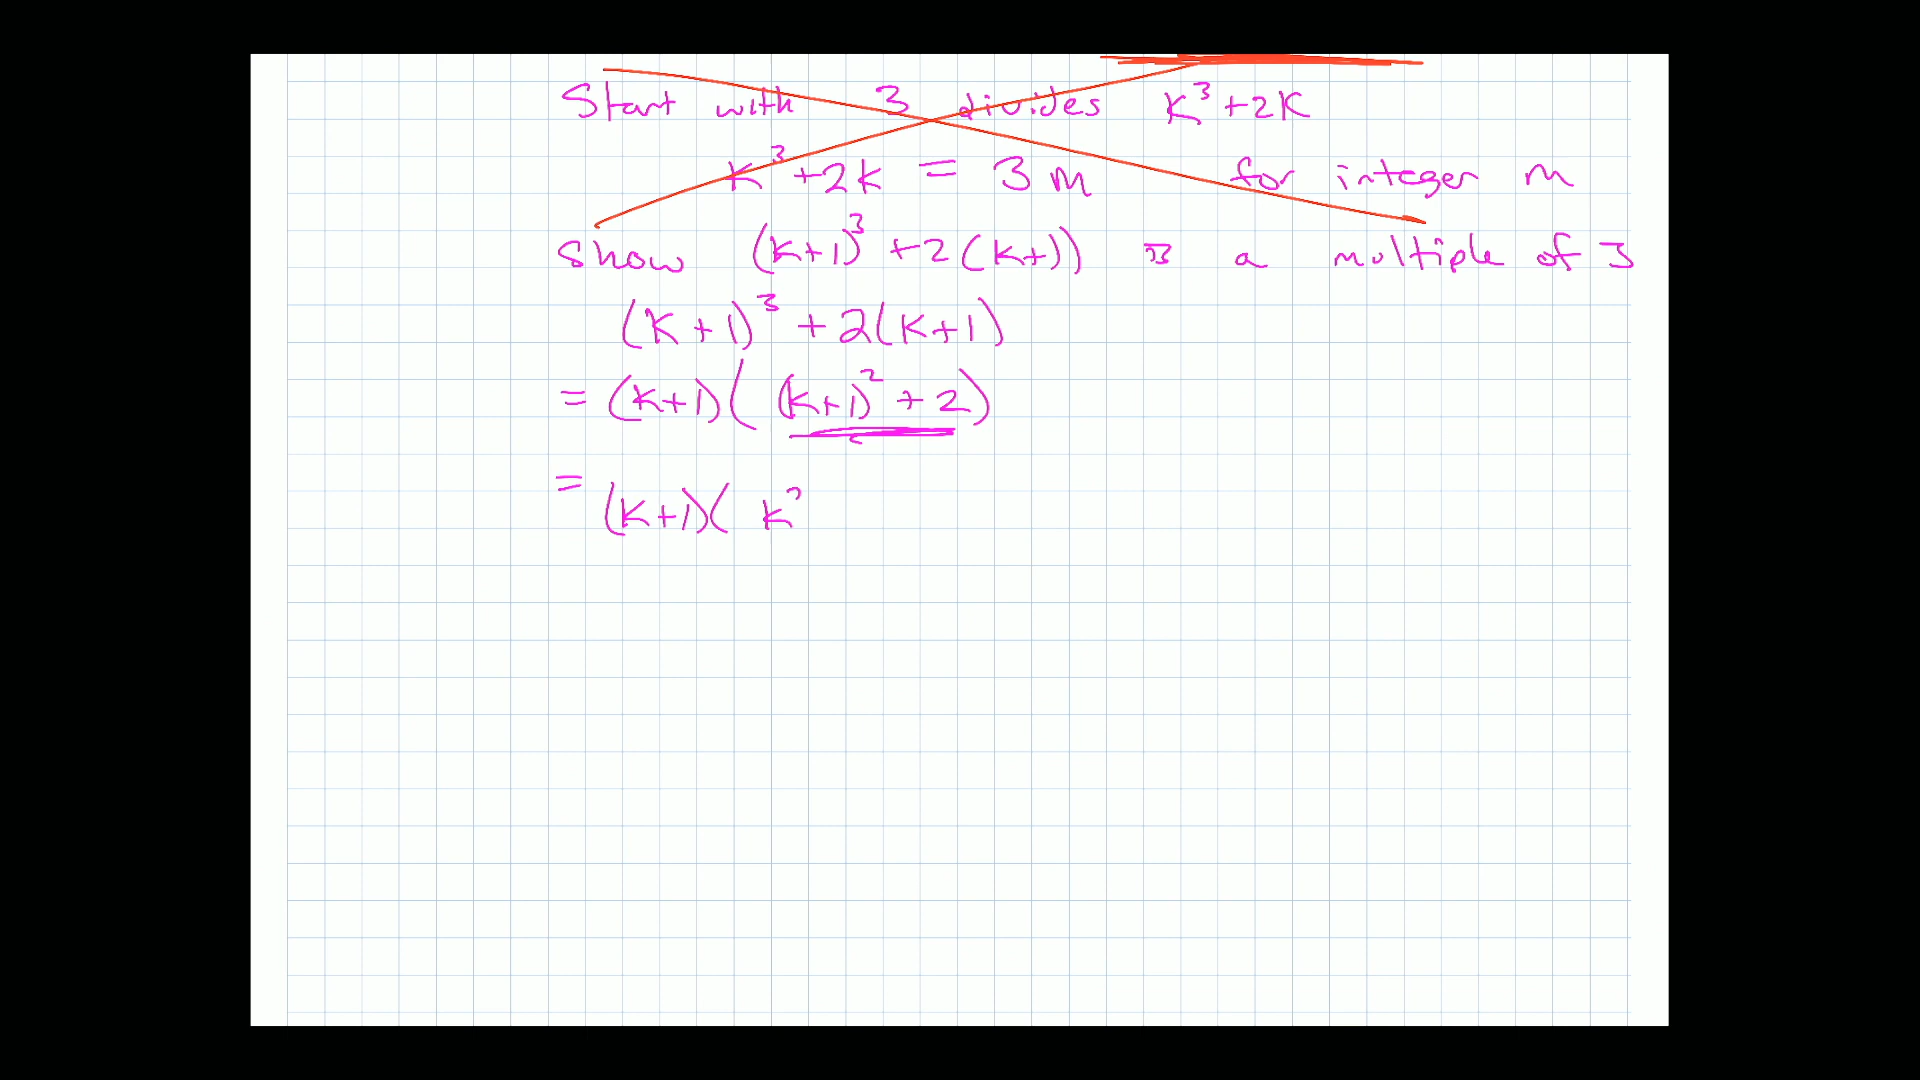 Start with 3 divides k³+2k
k³+2k = 3m for integer m
show (k+1)³+2(k+1) is a multiple of 3
(k+1)³+2(k+1)
= (k+1)((k+1)²+2)
= (k+1)( k²